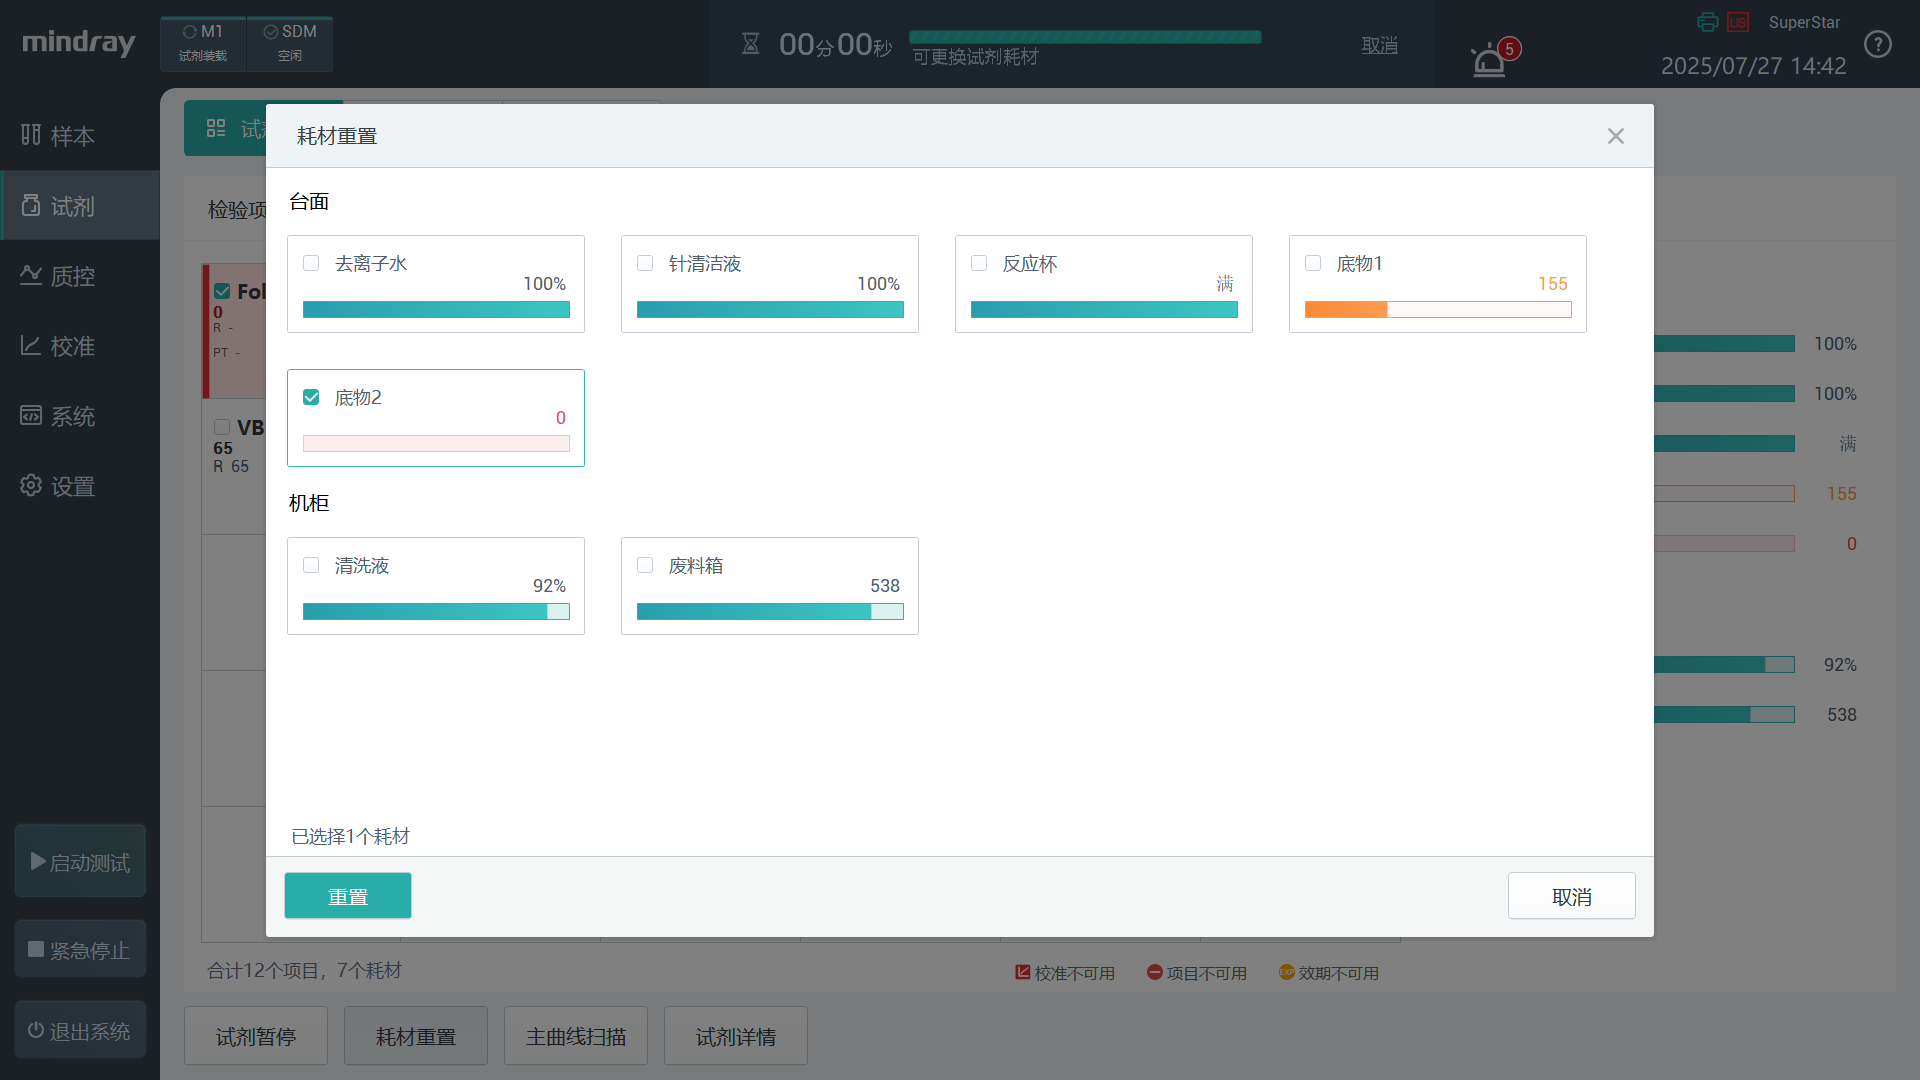 mindray
M1
试剂装载
SDM
空闲
00分00秒
可更换试剂耗材
取消
5
LIS
SuperStar
2025/07/27 14:42
?
样本
试剂
质控
校准
系统
设置
启动测试
紧急停止
退出系统
试
检验项
Fol
0
R -
PT -
VB
65
R 65
耗材重置
台面
去离子水
100%
针清洁液
100%
反应杯
满
底物1
155
底物2
0
机柜
清洗液
92%
废料箱
538
已选择1个耗材
重置
取消
100%
100%
满
155
0
92%
538
合计12个项目，7个耗材
校准不可用
项目不可用
EXP 效期不可用
试剂暂停
耗材重置
主曲线扫描
试剂详情